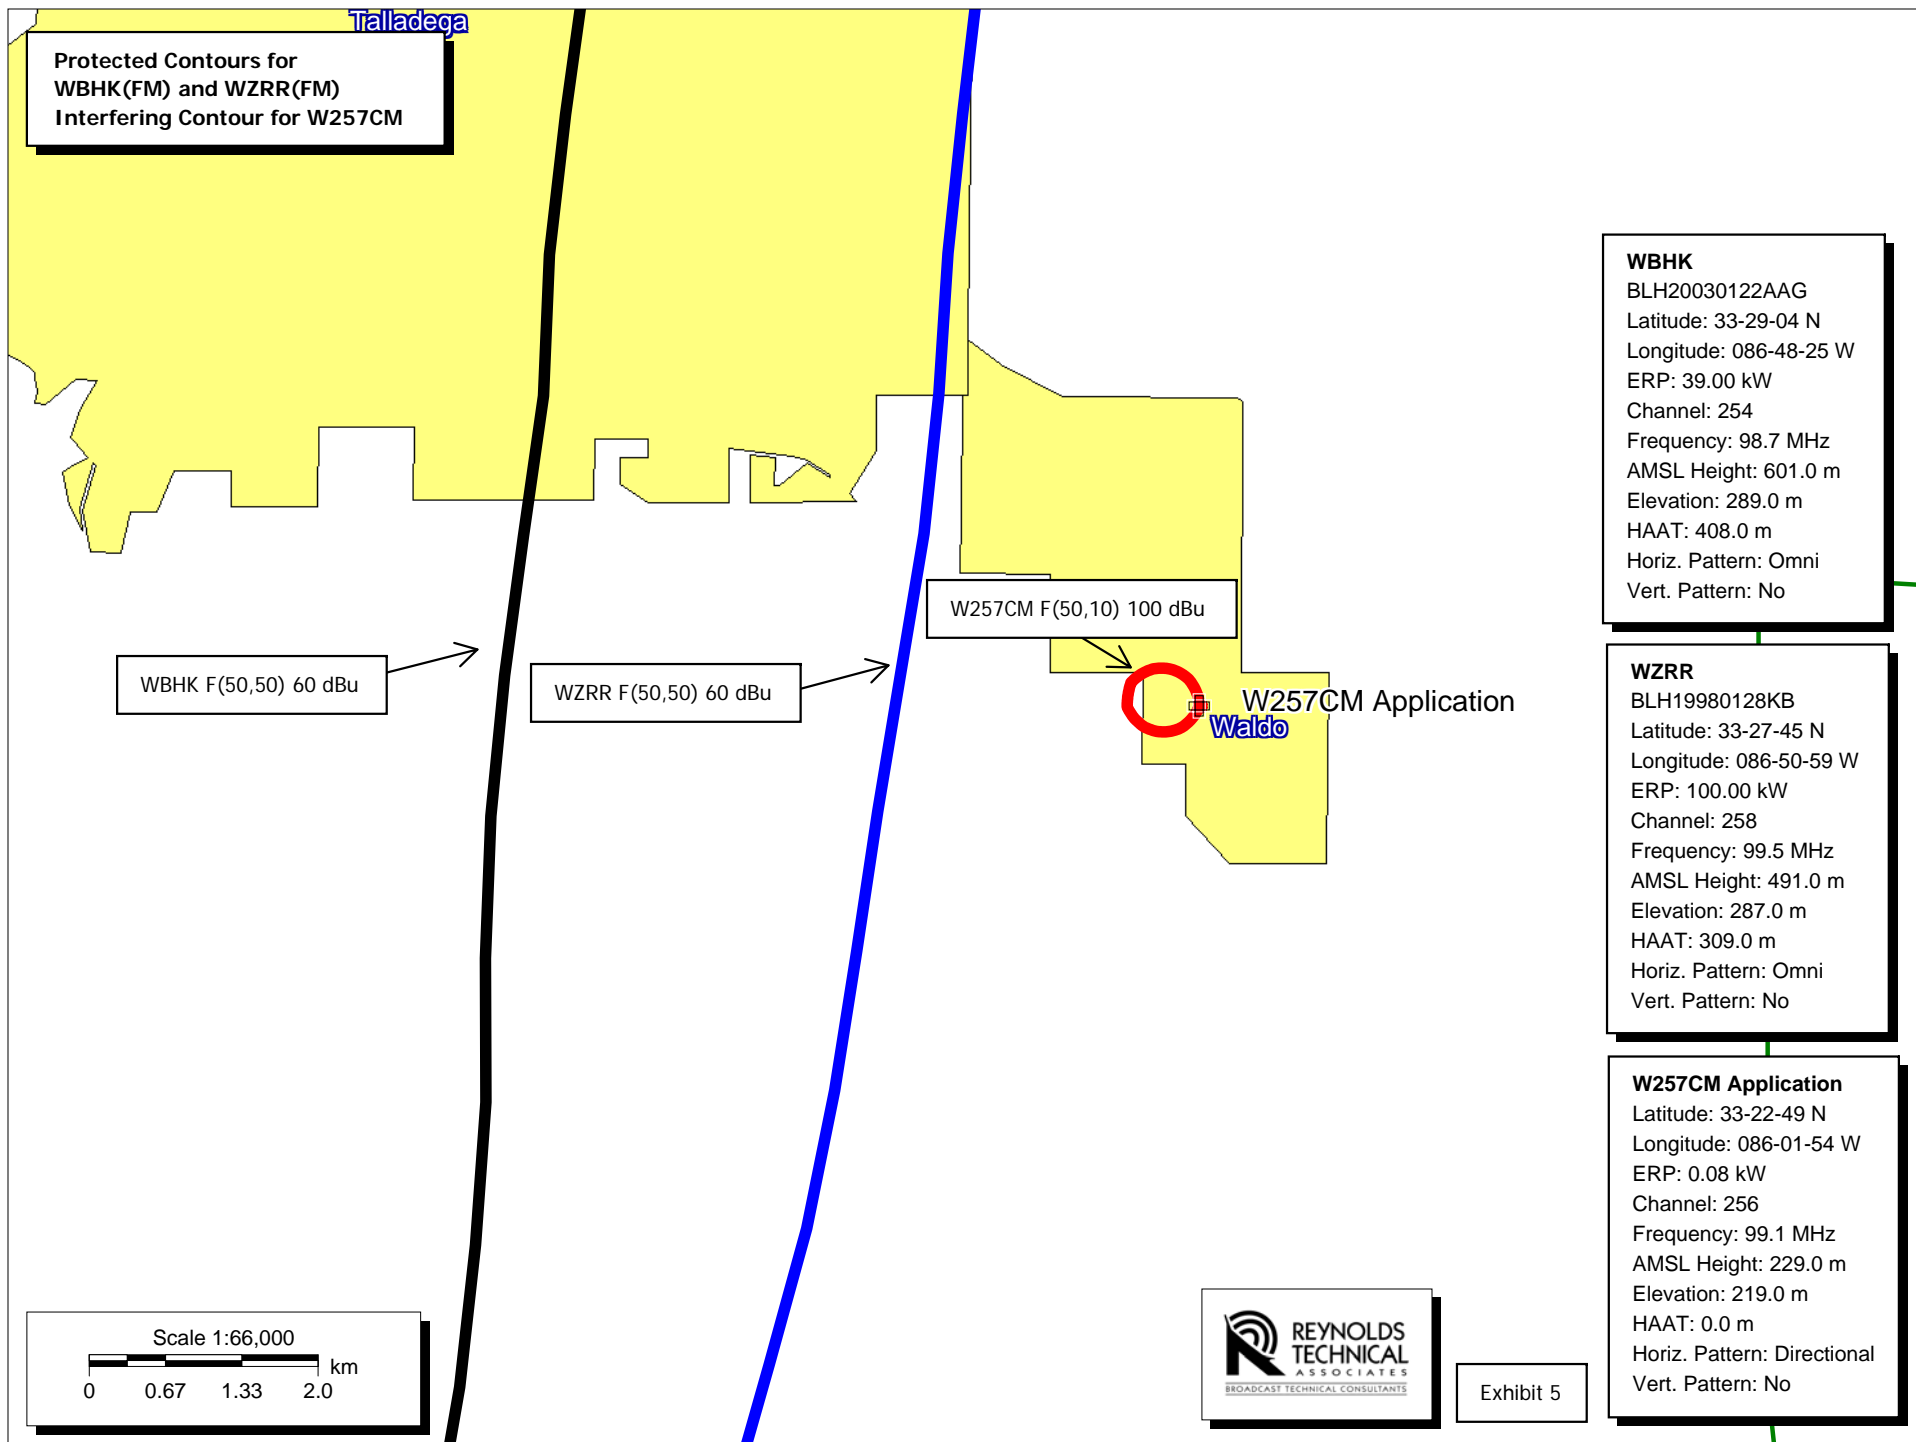 Talladega
Protected Contours for
WBHK(FM) and WZRR(FM)
Interfering Contour for W257CM
WBHK
BLH20030122AAG
Latitude: 33-29-04 N
Longitude: 086-48-25 W
ERP: 39.00 kW
Channel: 254
Frequency: 98.7 MHz
AMSL Height: 601.0 m
Elevation: 289.0 m
HAAT: 408.0 m
Horiz. Pattern: Omni
Vert. Pattern: No
W257CM F(50,10) 100 dBu
WBHK F(50,50) 60 dBu
WZRR F(50,50) 60 dBu
W257CM Application
Waldo
WZRR
BLH19980128KB
Latitude: 33-27-45 N
Longitude: 086-50-59 W
ERP: 100.00 kW
Channel: 258
Frequency: 99.5 MHz
AMSL Height: 491.0 m
Elevation: 287.0 m
HAAT: 309.0 m
Horiz. Pattern: Omni
Vert. Pattern: No
W257CM Application
Latitude: 33-22-49 N
Longitude: 086-01-54 W
ERP: 0.08 kW
Channel: 256
Frequency: 99.1 MHz
AMSL Height: 229.0 m
Elevation: 219.0 m
HAAT: 0.0 m
Horiz. Pattern: Directional
Vert. Pattern: No
Scale 1:66,000
km
0 0.67 1.33 2.0
REYNOLDS
TECHNICAL
ASSOCIATES
BROADCAST TECHNICAL CONSULTANTS
Exhibit 5